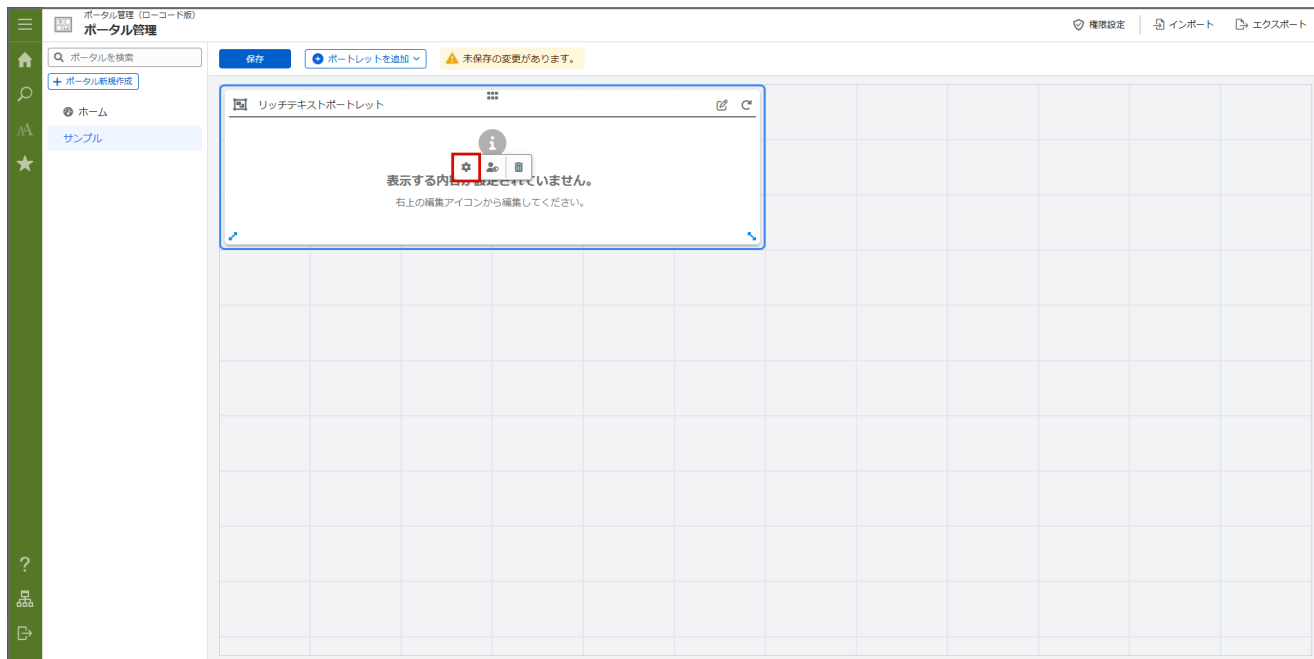 ポータル管理（ローコード版）
ポータル管理
権限設定
インポート
エクスポート
ポータルを検索
ポータル新規作成
ホーム
サンプル
保存
ポートレットを追加
未保存の変更があります。
リッチテキストポートレット
表示する内容が設定されていません。
右上の編集アイコンから編集してください。